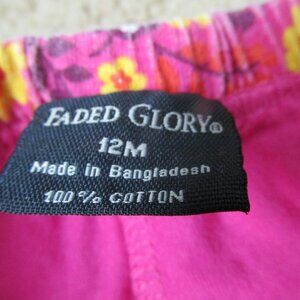 FADED GLORY®
12M
Made in Bangladesh
100% COTTON